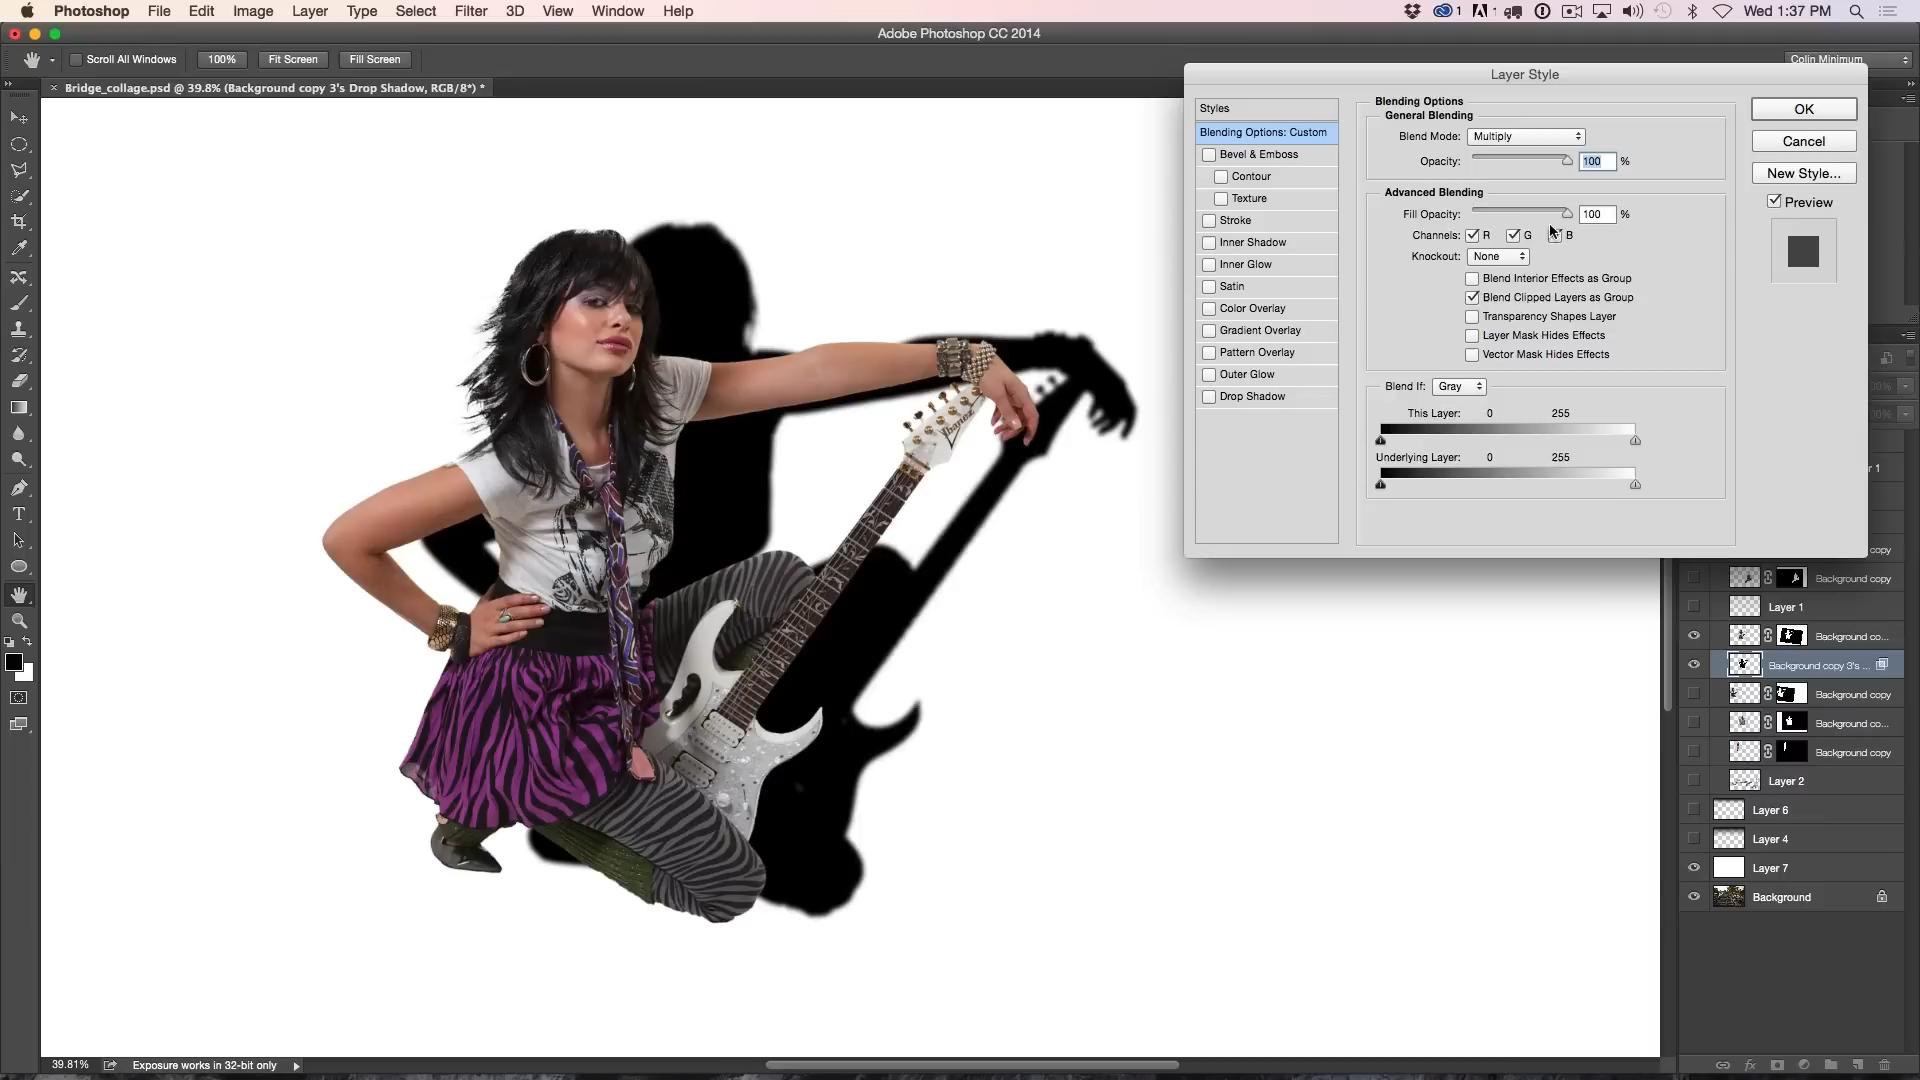 Photoshop File Edit Image Layer Type Select Filter 3D View Window Help 1 1 Wed 1:37 PM
Adobe Photoshop CC 2014
Scroll All Windows 100% Fit Screen Fill Screen Colin Minimum
× Bridge_collage.psd @ 39.8% (Background copy 3's Drop Shadow, RGB/8*) *
Layer Style
Styles
Blending Options: Custom
Bevel & Emboss
Contour
Texture
Stroke
Inner Shadow
Inner Glow
Satin
Color Overlay
Gradient Overlay
Pattern Overlay
Outer Glow
Drop Shadow
Blending Options
General Blending
Blend Mode: Multiply
Opacity: 100 %
Advanced Blending
Fill Opacity: 100 %
Channels: R G B
Knockout: None
Blend Interior Effects as Group
Blend Clipped Layers as Group
Transparency Shapes Layer
Layer Mask Hides Effects
Vector Mask Hides Effects
Blend If: Gray
This Layer: 0 255
Underlying Layer: 0 255
OK
Cancel
New Style...
Preview
Ibanez
r 1
copy
Background copy
Layer 1
Background co...
Background copy 3's ...
Background copy
Background co...
Background copy
Layer 2
Layer 6
Layer 4
Layer 7
Background
39.81% Exposure works in 32-bit only
fx